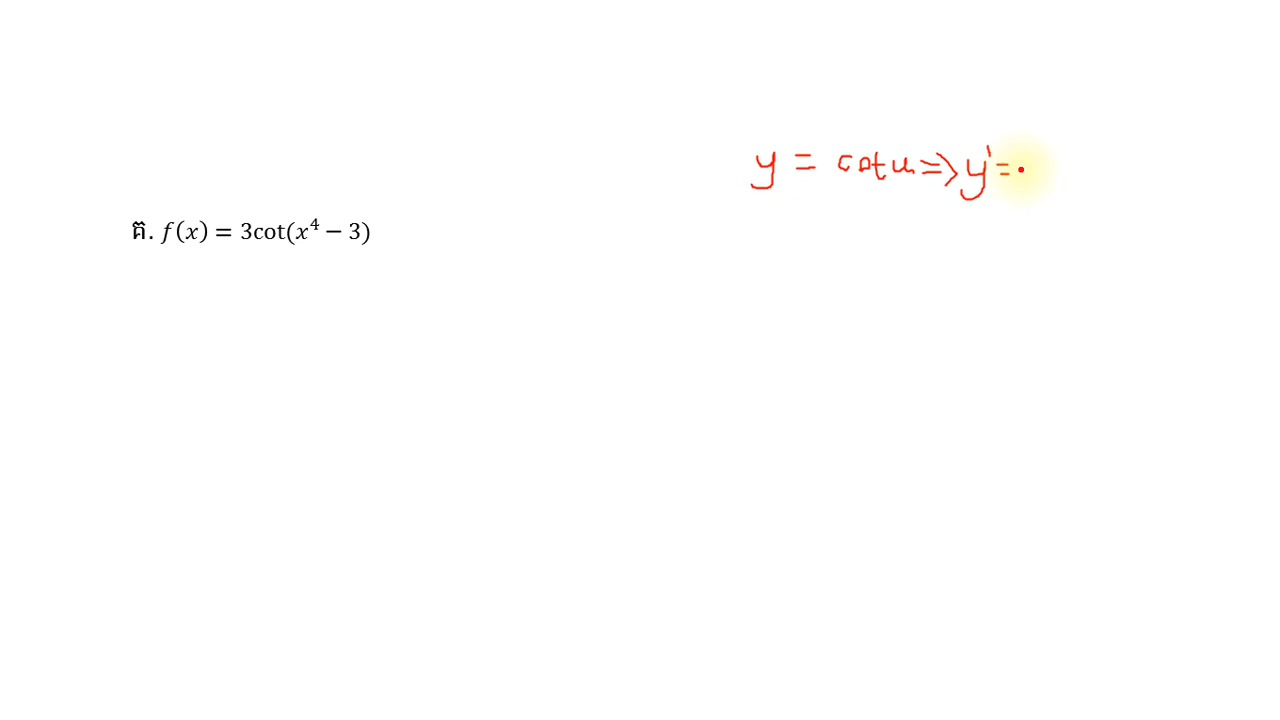 y = cotu => y' =
គ. f(x) = 3cot(x⁴ − 3)